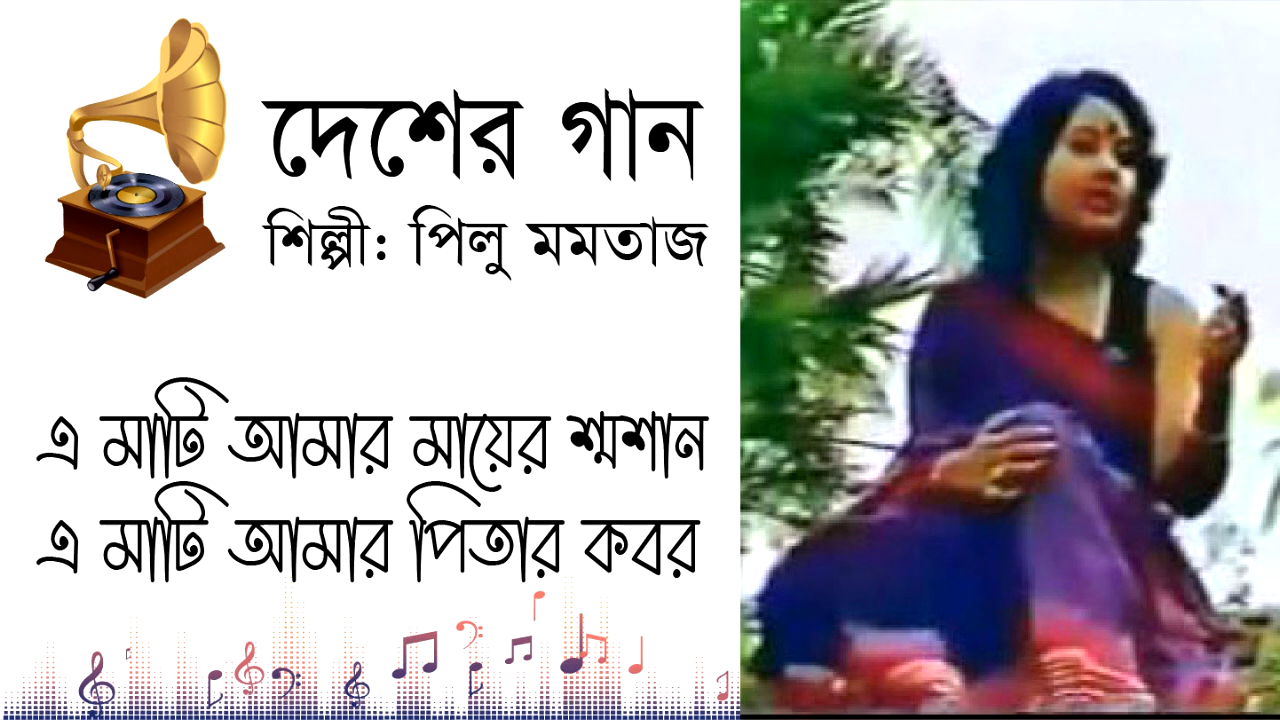 দেশের গান
শিল্পী: পিলু মমতাজ
এ মাটি আমার মায়ের শ্মশান
এ মাটি আমার পিতার কবর